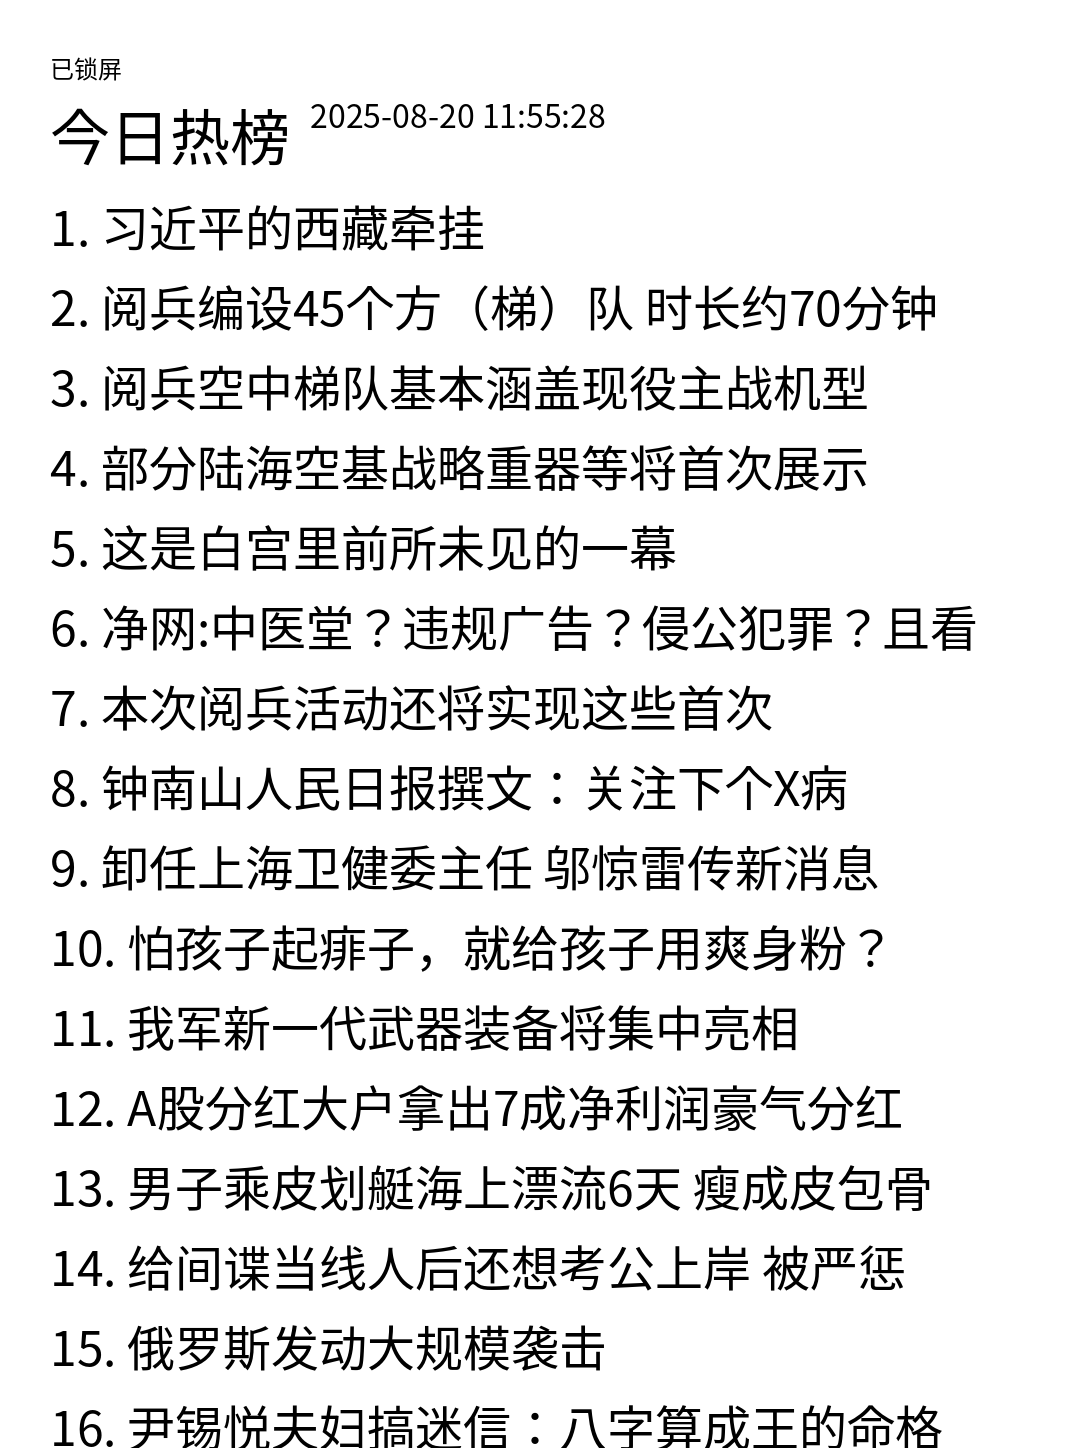 已锁屏
今日热榜 2025-08-20 11:55:28
1. 习近平的西藏牵挂
2. 阅兵编设45个方（梯）队 时长约70分钟
3. 阅兵空中梯队基本涵盖现役主战机型
4. 部分陆海空基战略重器等将首次展示
5. 这是白宫里前所未见的一幕
6. 净网:中医堂？违规广告？侵公犯罪？且看
7. 本次阅兵活动还将实现这些首次
8. 钟南山人民日报撰文：关注下个X病
9. 卸任上海卫健委主任 邬惊雷传新消息
10. 怕孩子起痱子，就给孩子用爽身粉？
11. 我军新一代武器装备将集中亮相
12. A股分红大户拿出7成净利润豪气分红
13. 男子乘皮划艇海上漂流6天 瘦成皮包骨
14. 给间谍当线人后还想考公上岸 被严惩
15. 俄罗斯发动大规模袭击
16. 尹锡悦夫妇搞迷信：八字算成王的命格